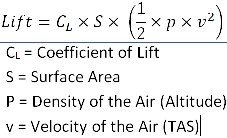 Lift = C_L × S × (1/2 × p × v²)
C_L = Coefficient of Lift
S = Surface Area
P = Density of the Air (Altitude)
v = Velocity of the Air (TAS)